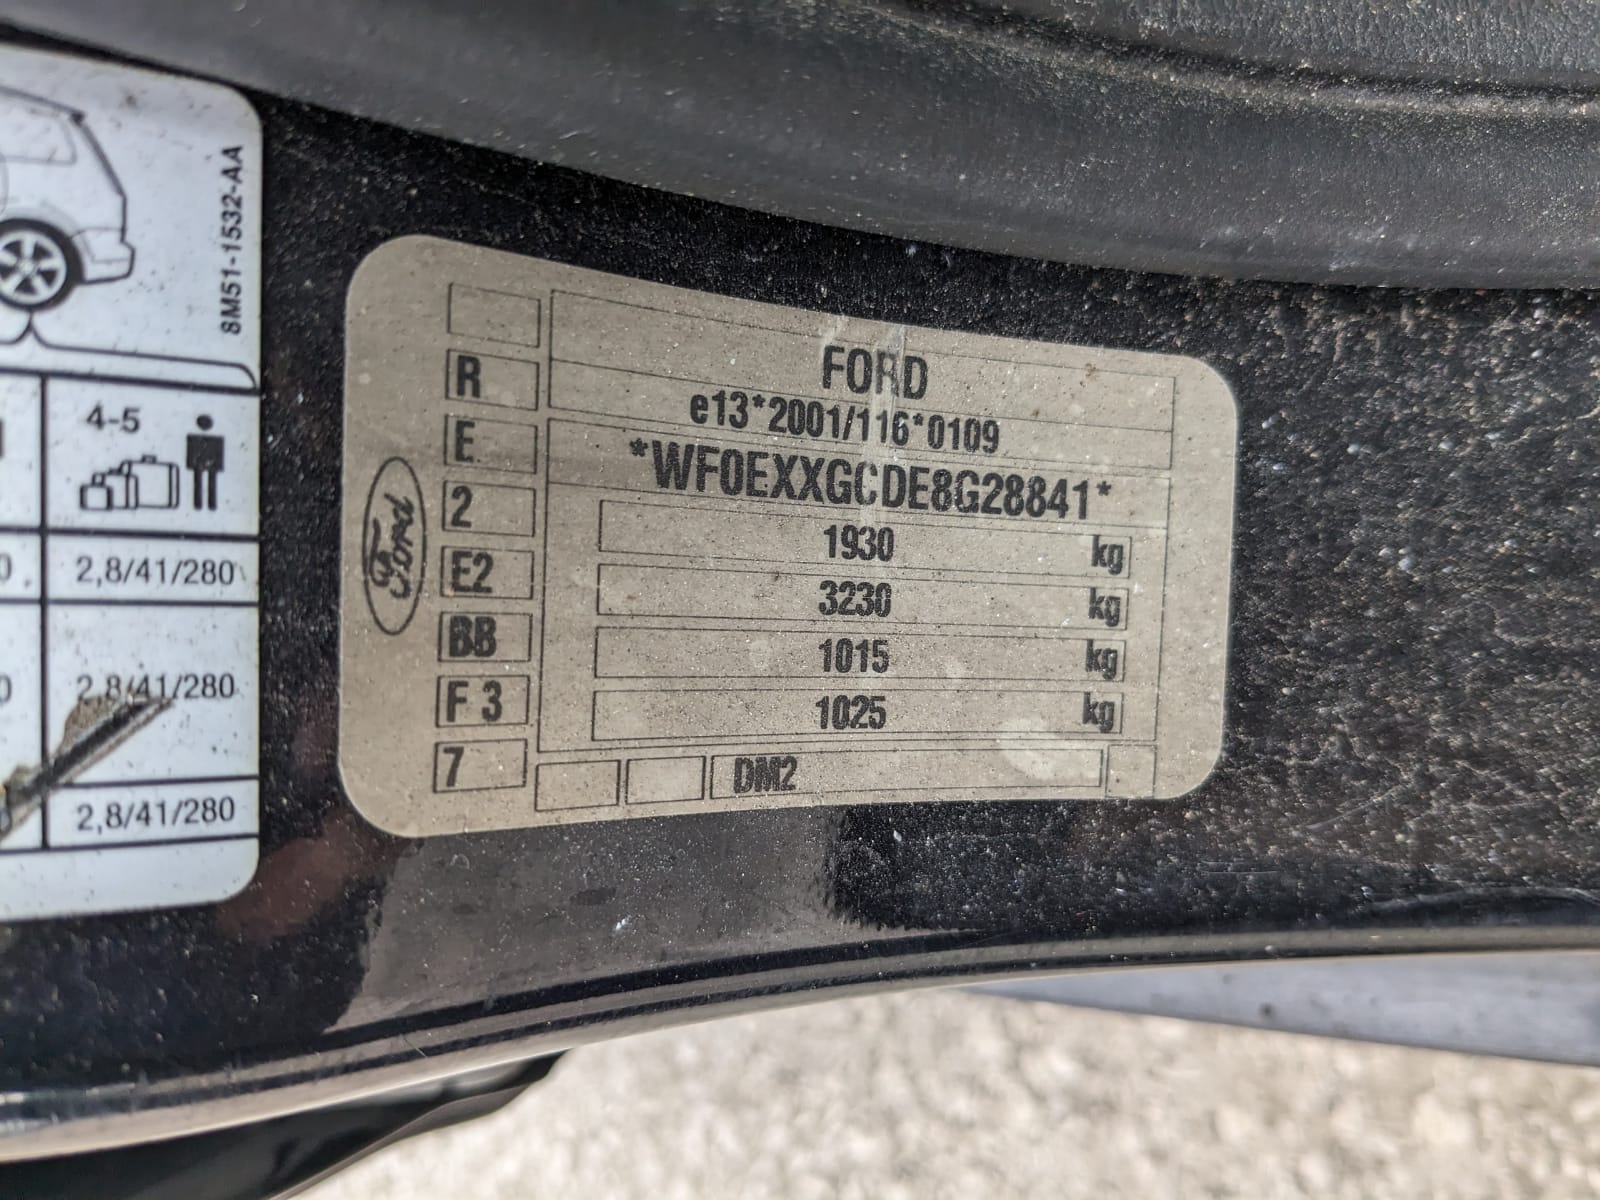 8M51-1532-AA
4-5
0,
2,8/41/280
0
2,8/41/280
2,8/41/280
Ford
R
E
2
E2
BB
F 3
7
FORD
e13*2001/116*0109
*WF0EXXGCDE8G28841*
1930 kg
3230 kg
1015 kg
1025 kg
DM2